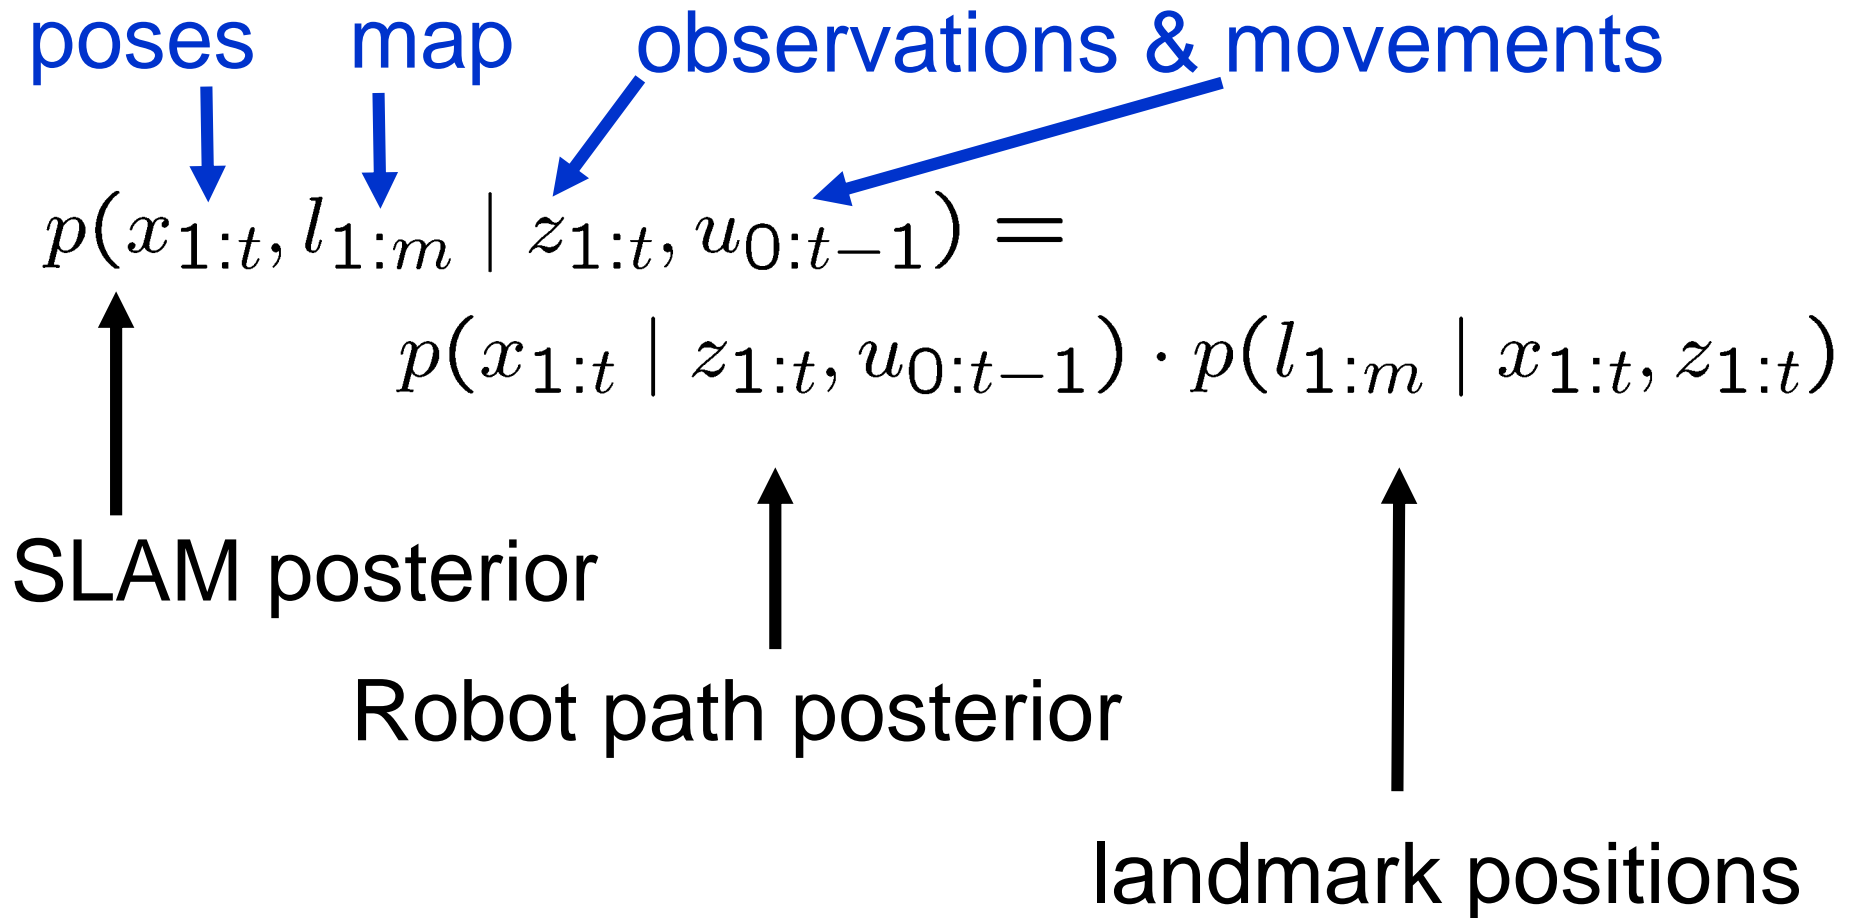 poses map observations & movements
p(x_{1:t}, l_{1:m} | z_{1:t}, u_{0:t−1}) =
p(x_{1:t} | z_{1:t}, u_{0:t−1}) · p(l_{1:m} | x_{1:t}, z_{1:t})
SLAM posterior
Robot path posterior
landmark positions